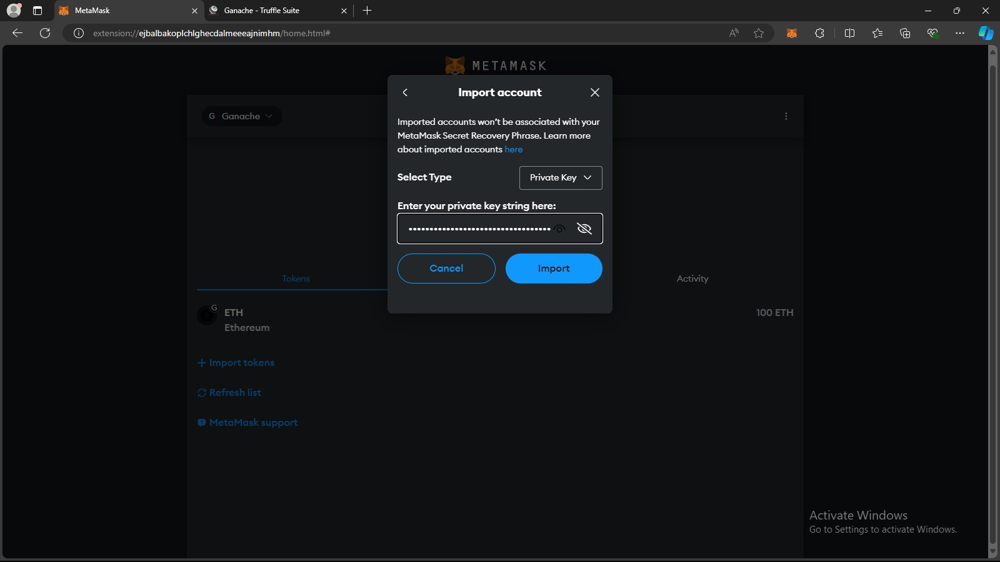 MetaMask
Ganache - Truffle Suite
extension://ejbalbakoplchlghecdalmeeeajnimhm/home.html#
METAMASK
Import account
G Ganache
Imported accounts won't be associated with your
MetaMask Secret Recovery Phrase. Learn more
about imported accounts here
Select Type
Private Key
Enter your private key string here:
Cancel
Import
Tokens
Activity
G
ETH
100 ETH
Ethereum
Import tokens
Refresh list
MetaMask support
Activate Windows
Go to Settings to activate Windows.